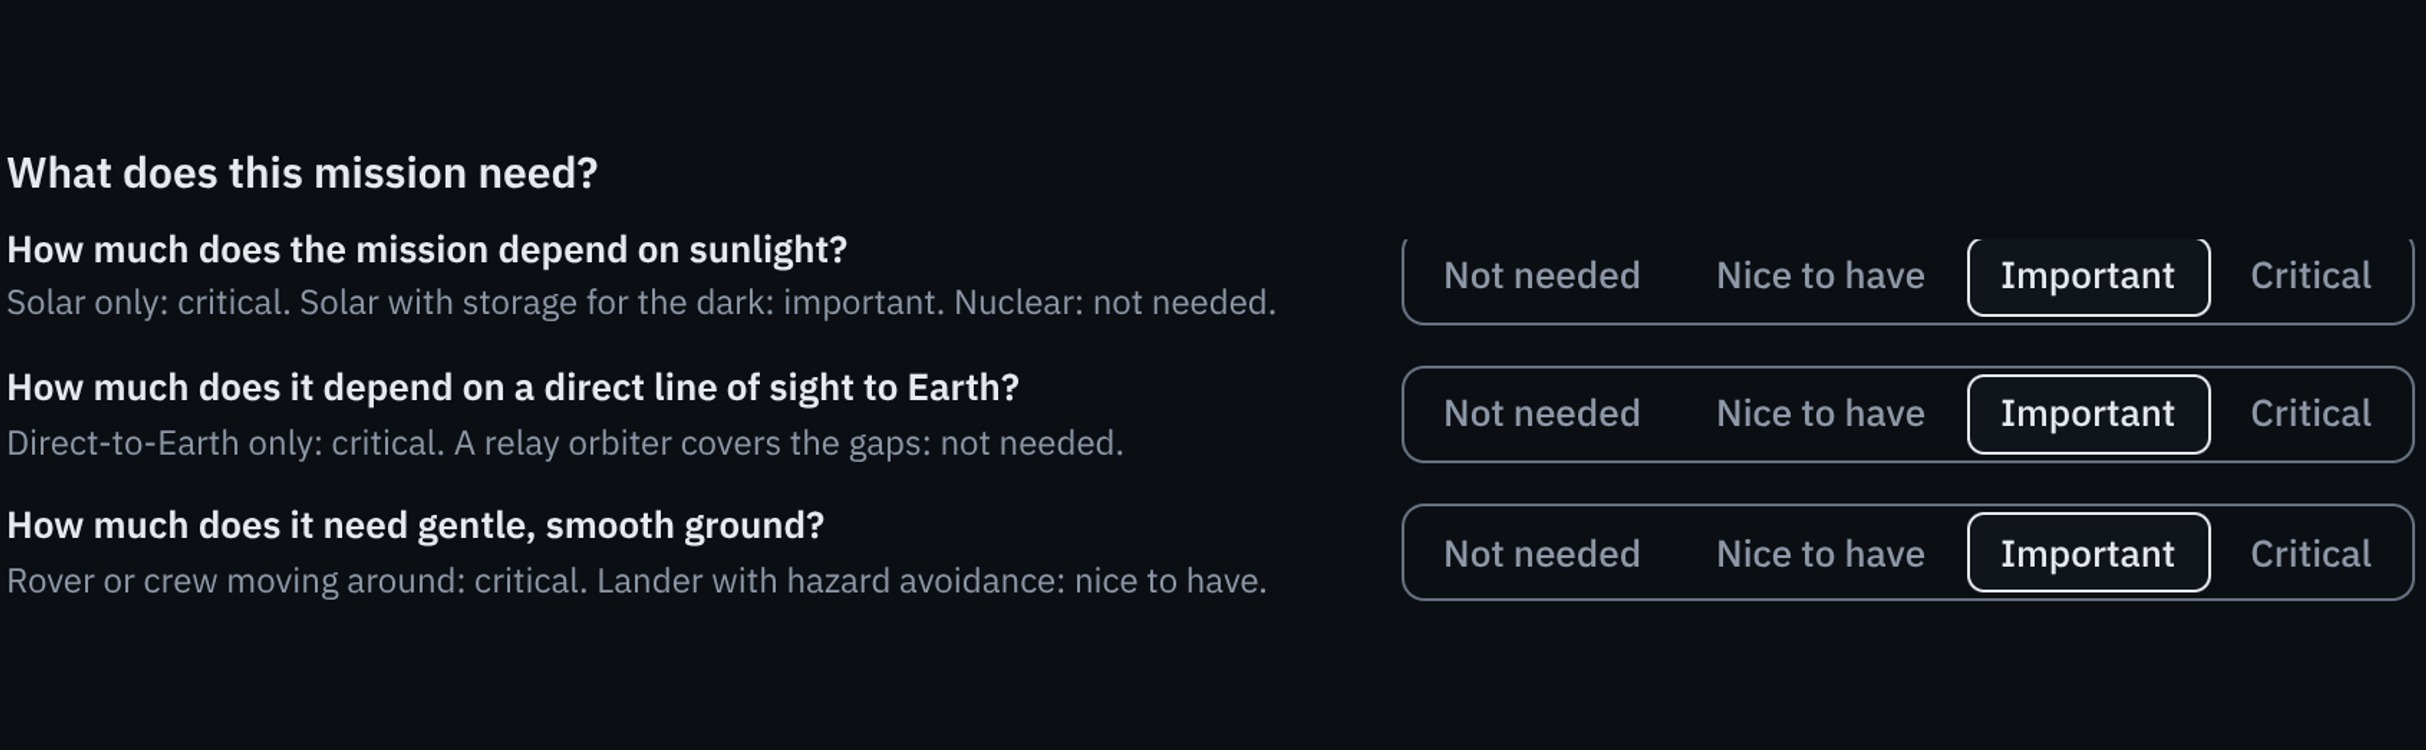 What does this mission need?
How much does the mission depend on sunlight?
Solar only: critical. Solar with storage for the dark: important. Nuclear: not needed.
Not needed Nice to have Important Critical
How much does it depend on a direct line of sight to Earth?
Direct-to-Earth only: critical. A relay orbiter covers the gaps: not needed.
Not needed Nice to have Important Critical
How much does it need gentle, smooth ground?
Rover or crew moving around: critical. Lander with hazard avoidance: nice to have.
Not needed Nice to have Important Critical